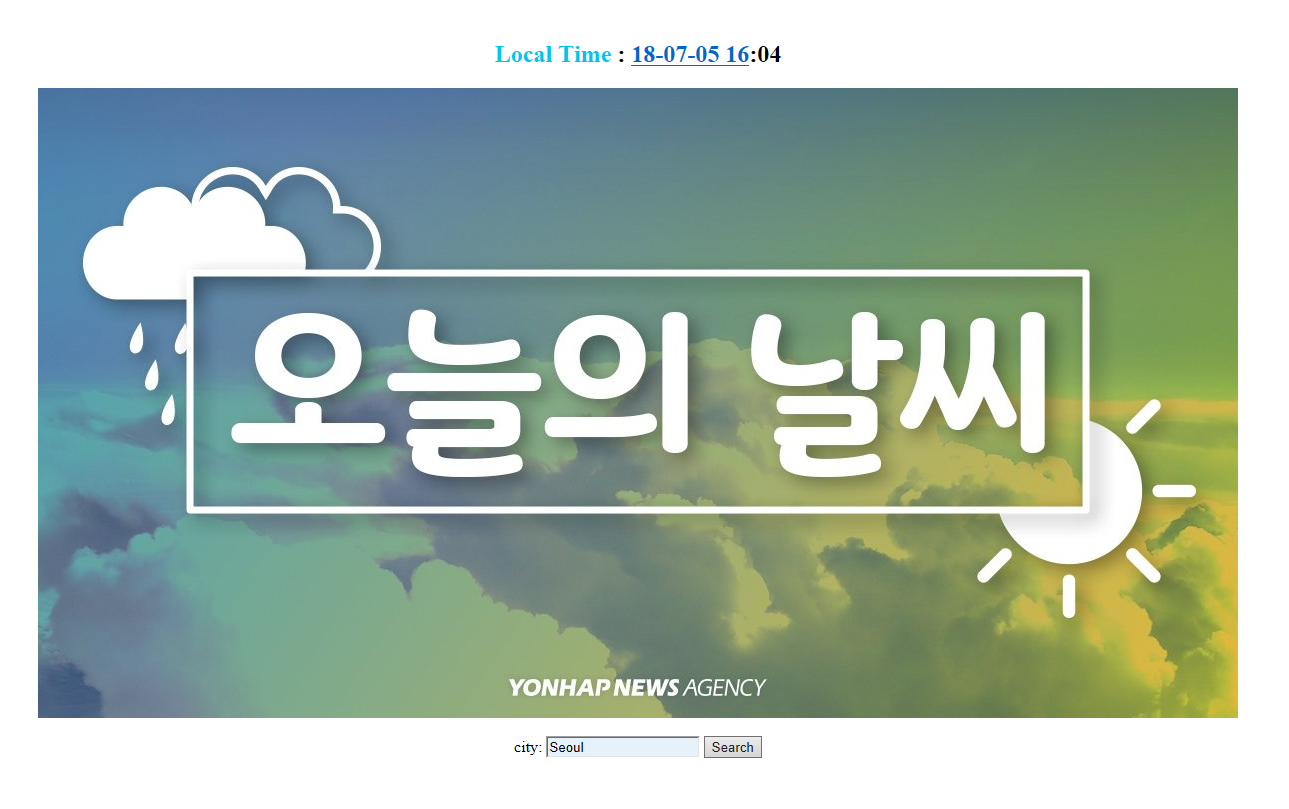 Local Time : 18-07-05 16:04
오늘의 날씨
YONHAP NEWS AGENCY
city: Seoul Search